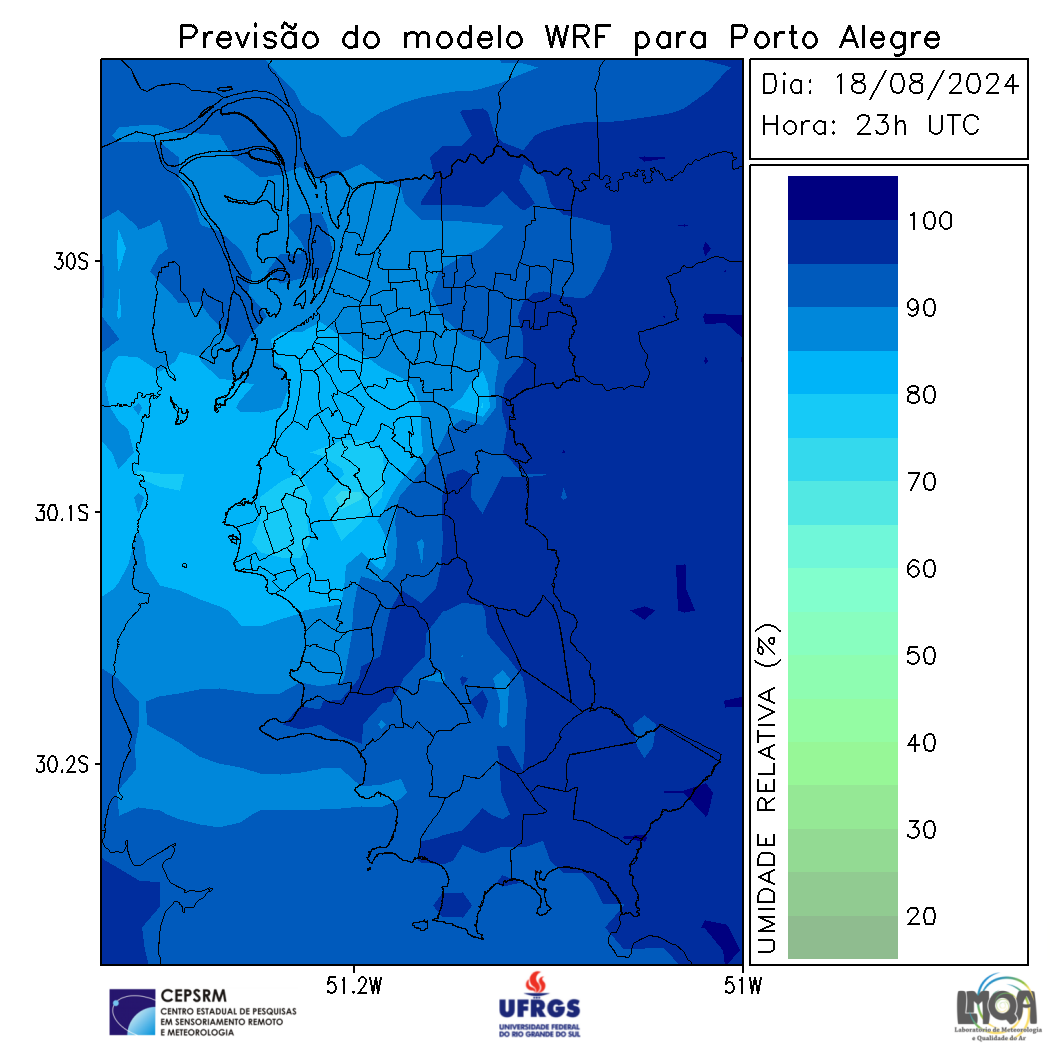 Previsão do modelo WRF para Porto Alegre
Dia: 18/08/2024
Hora: 23h UTC
100
90
80
70
60
50
40
30
20
UMIDADE RELATIVA (%)
30S
30.1S
30.2S
51.2W
51W
CEPSRM
CENTRO ESTADUAL DE PESQUISAS
EM SENSORIAMENTO REMOTO
E METEOROLOGIA
UFRGS
UNIVERSIDADE FEDERAL
DO RIO GRANDE DO SUL
LMQA
Laboratório de Meteorologia
e Qualidade do Ar